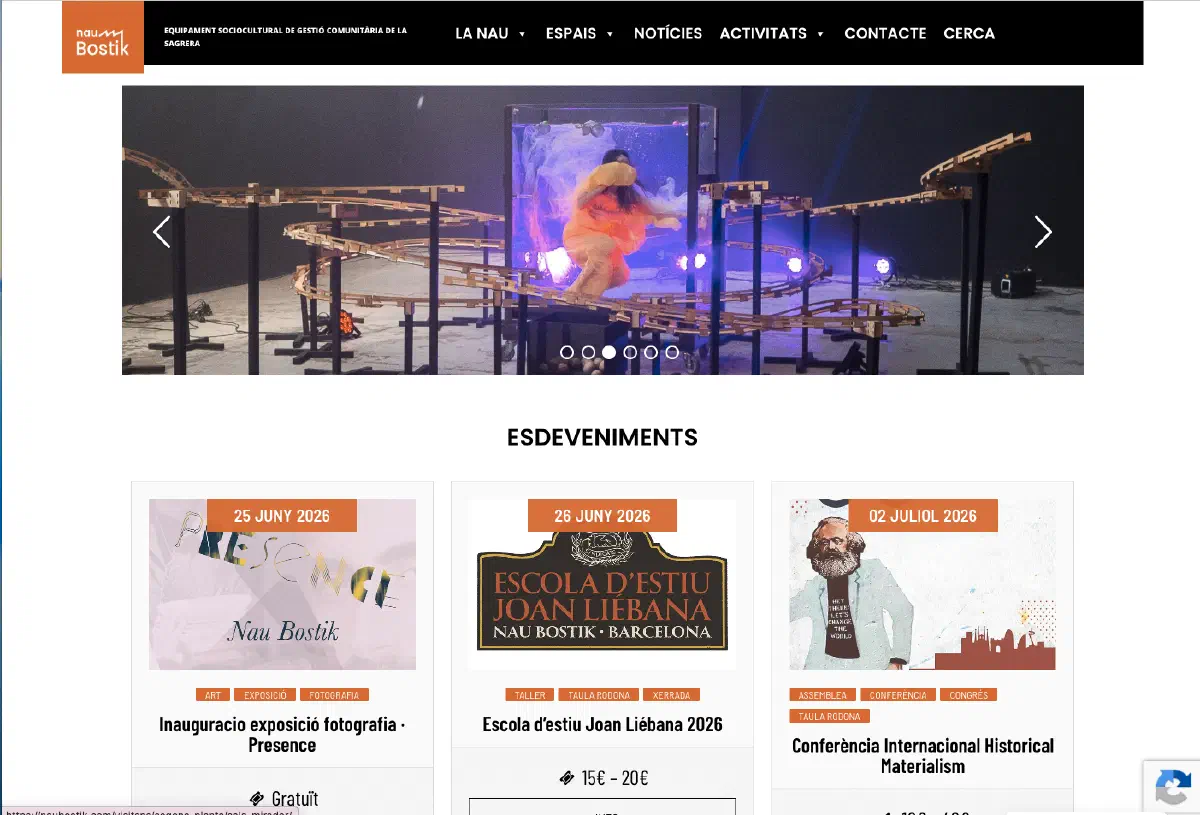 nau
Bostik
EQUIPAMENT SOCIOCULTURAL DE GESTIÓ COMUNITÀRIA DE LA
SAGRERA
LA NAU ESPAIS NOTÍCIES ACTIVITATS CONTACTE CERCA
ESDEVENIMENTS
25 JUNY 2026
PRESENCE
Nau Bostik
ART EXPOSICIÓ FOTOGRAFIA
Inauguracio exposició fotografia ·
Presence
Gratuït
26 JUNY 2026
ESCOLA D'ESTIU
JOAN LIÉBANA
NAU BOSTIK · BARCELONA
TALLER TAULA RODONA XERRADA
Escola d'estiu Joan Liébana 2026
15€ – 20€
02 JULIOL 2026
LET'S
CHANGE
THE
WORLD
ASSEMBLEA CONFERÈNCIA CONGRÉS
TAULA RODONA
Conferència Internacional Historical
Materialism